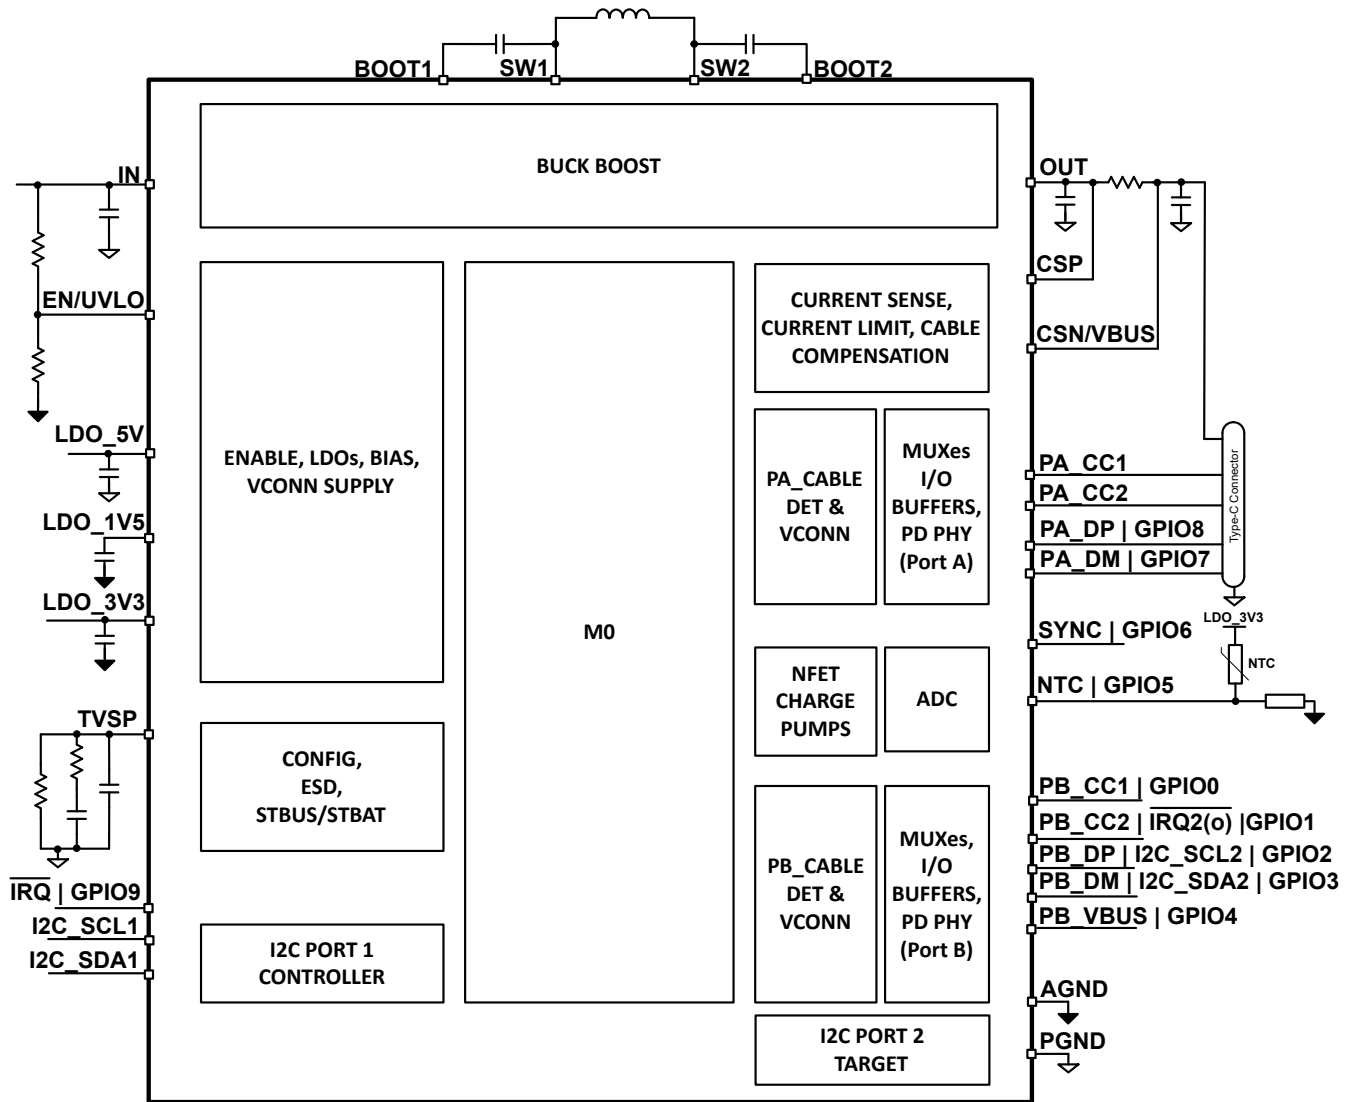 BOOT1
SW1
SW2
BOOT2
BUCK BOOST
IN
OUT
EN/UVLO
CSP
CSN/VBUS
CURRENT SENSE,
CURRENT LIMIT, CABLE
COMPENSATION
LDO_5V
LDO_1V5
LDO_3V3
ENABLE, LDOs, BIAS,
VCONN SUPPLY
M0
PA_CABLE
DET &
VCONN
MUXes
I/O
BUFFERS,
PD PHY
(Port A)
PA_CC1
PA_CC2
PA_DP | GPIO8
PA_DM | GPIO7
Type-C Connector
SYNC | GPIO6
LDO_3V3
NTC
NTC | GPIO5
NFET
CHARGE
PUMPS
ADC
TVSP
CONFIG,
ESD,
STBUS/STBAT
PB_CABLE
DET &
VCONN
MUXes,
I/O
BUFFERS,
PD PHY
(Port B)
PB_CC1 | GPIO0
PB_CC2 | IRQ2(o) |GPIO1
PB_DP | I2C_SCL2 | GPIO2
PB_DM | I2C_SDA2 | GPIO3
PB_VBUS | GPIO4
IRQ | GPIO9
I2C_SCL1
I2C_SDA1
I2C PORT 1
CONTROLLER
AGND
PGND
I2C PORT 2
TARGET